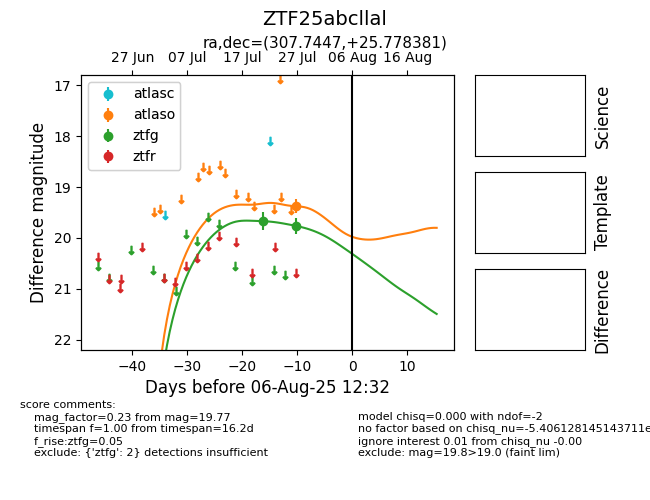 ZTF25abcllal
ra,dec=(307.7447,+25.778381)
27 Jun 07 Jul 17 Jul 27 Jul 06 Aug 16 Aug
atlasc
atlaso
ztfg
ztfr
17
18
19
20
21
22
Difference magnitude
−40 −30 −20 −10 0 10
Days before 06-Aug-25 12:32
Science
Template
Difference
score comments:
mag_factor=0.23 from mag=19.77
timespan f=1.00 from timespan=16.2d
f_rise:ztfg=0.05
exclude: {'ztfg': 2} detections insufficient
model chisq=0.000 with ndof=-2
no factor based on chisq_nu=-5.406128145143711e
ignore interest 0.01 from chisq_nu -0.00
exclude: mag=19.8>19.0 (faint lim)